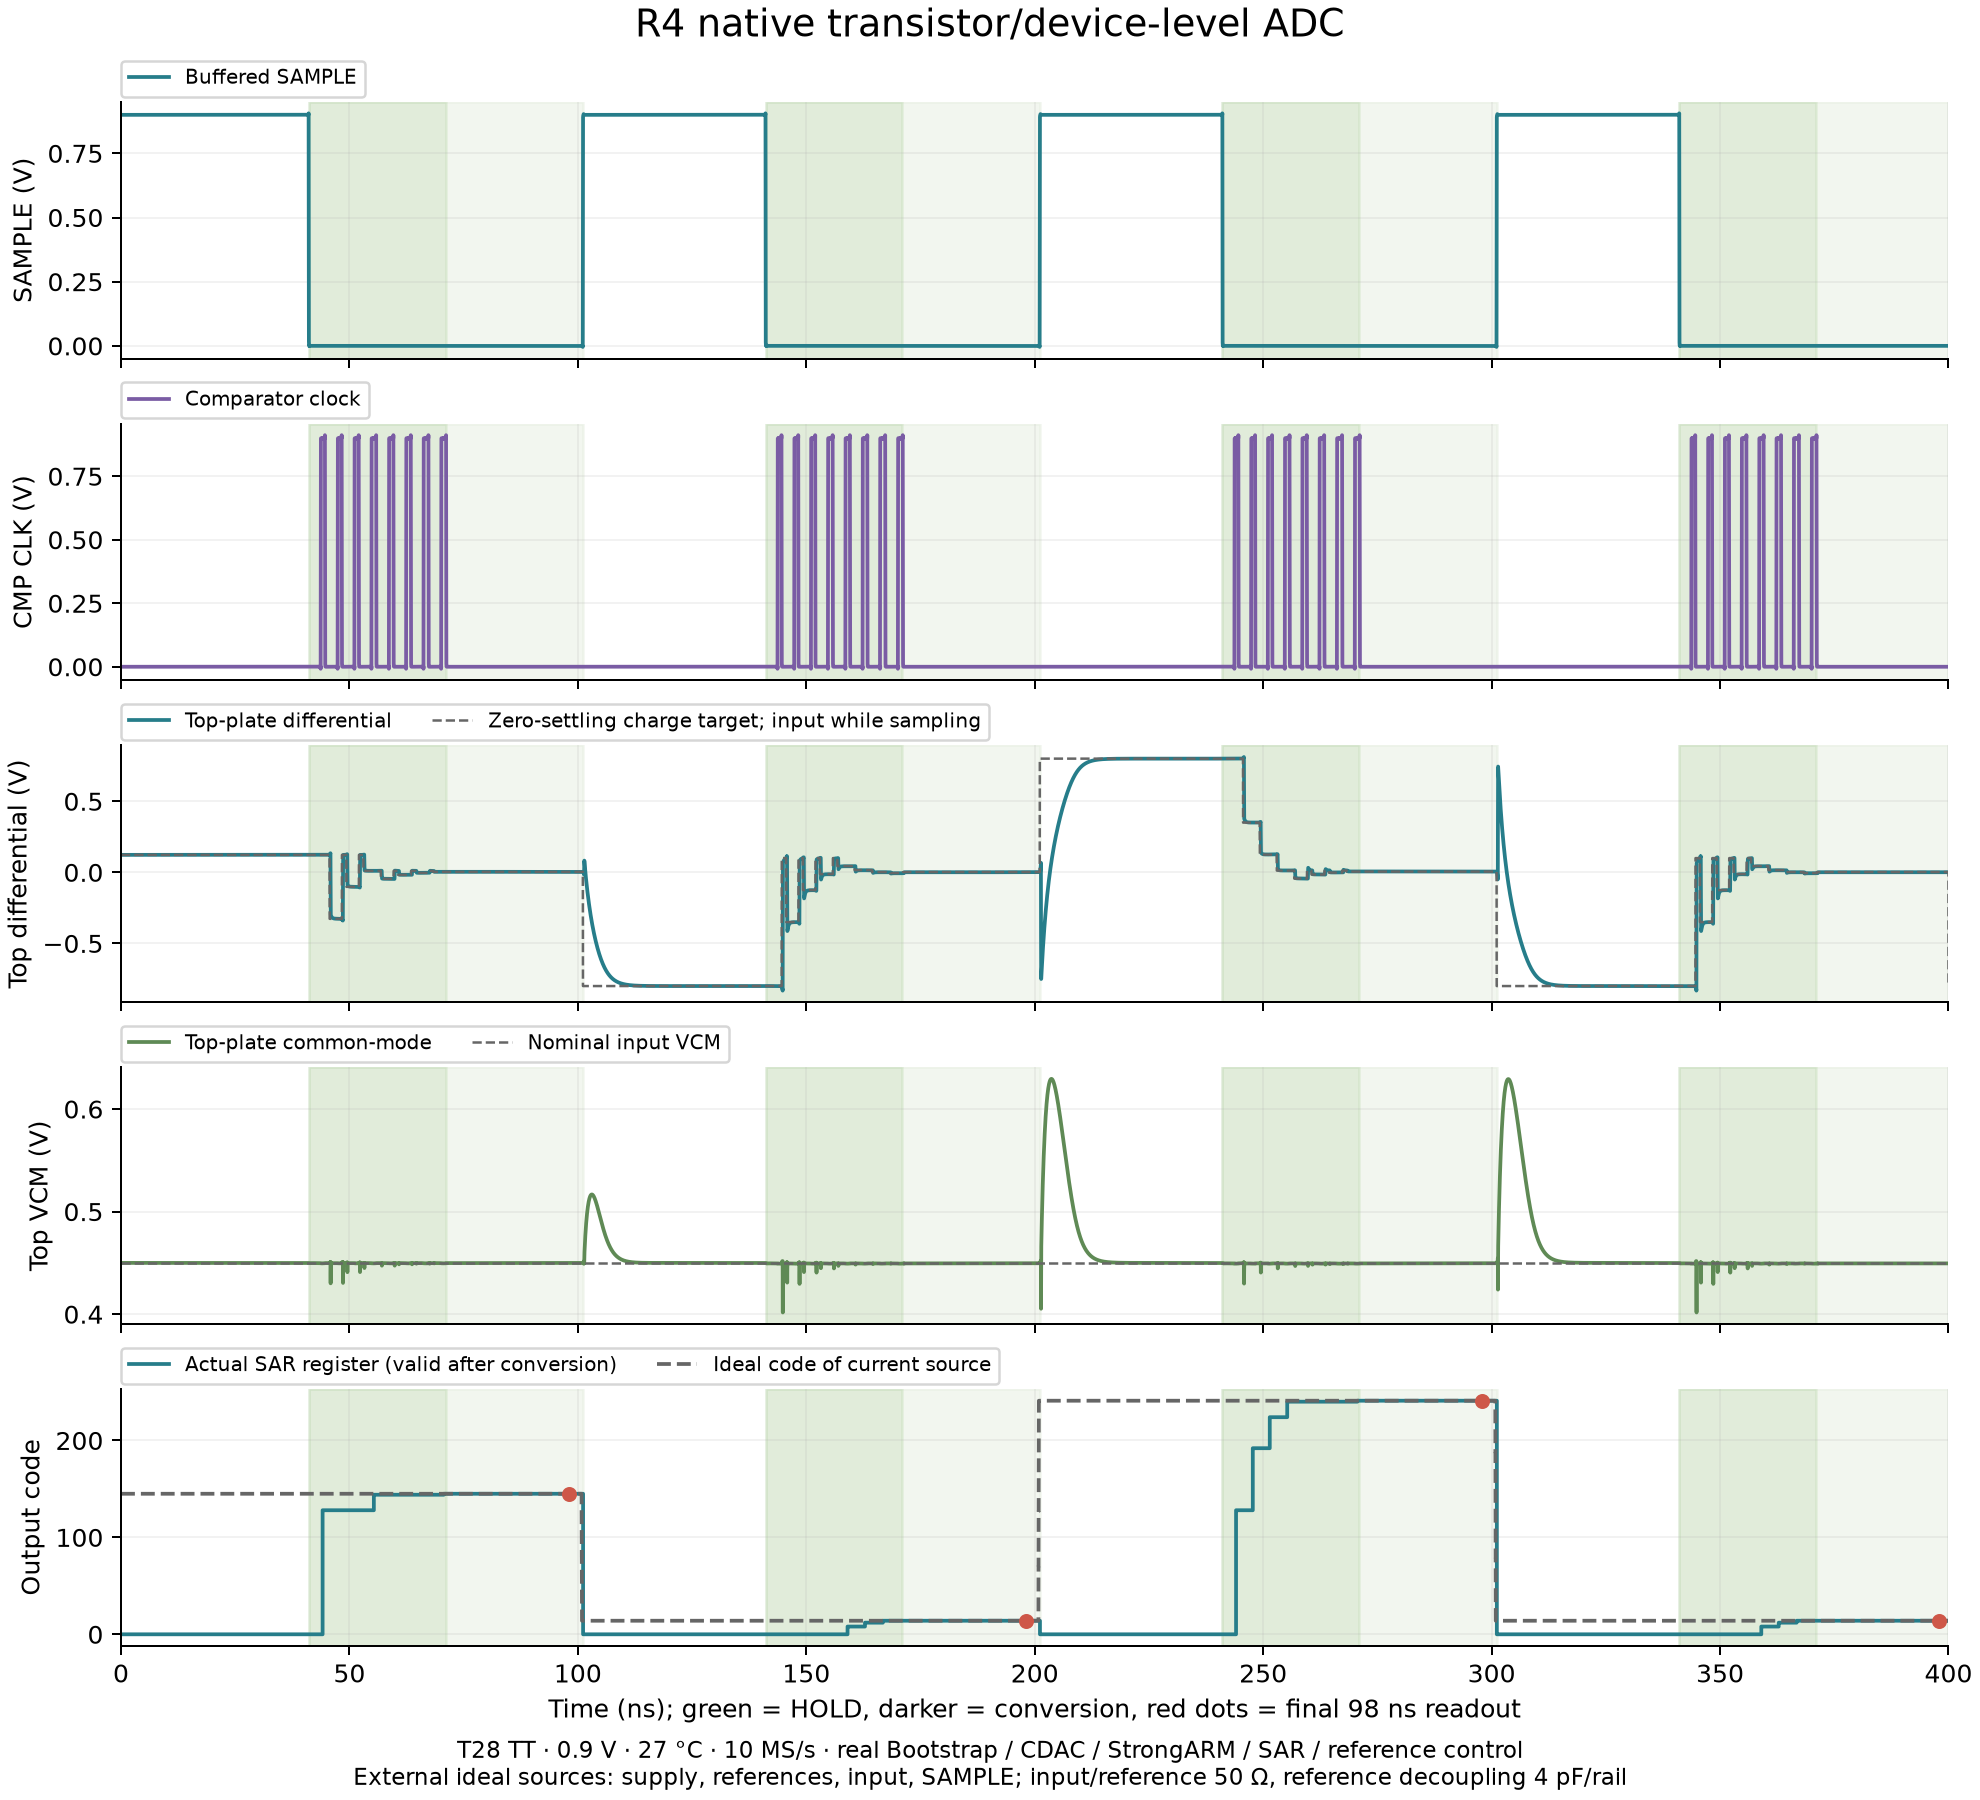 R4 native transistor/device-level ADC
Buffered SAMPLE
SAMPLE (V)
0.75
0.50
0.25
0.00
Comparator clock
CMP CLK (V)
0.75
0.50
0.25
0.00
Top-plate differential
Zero-settling charge target; input while sampling
Top differential (V)
0.5
0.0
−0.5
Top-plate common-mode
Nominal input VCM
Top VCM (V)
0.6
0.5
0.4
Actual SAR register (valid after conversion)
Ideal code of current source
Output code
200
100
0
0 50 100 150 200 250 300 350 400
Time (ns); green = HOLD, darker = conversion, red dots = final 98 ns readout
T28 TT · 0.9 V · 27 °C · 10 MS/s · real Bootstrap / CDAC / StrongARM / SAR / reference control
External ideal sources: supply, references, input, SAMPLE; input/reference 50 Ω, reference decoupling 4 pF/rail